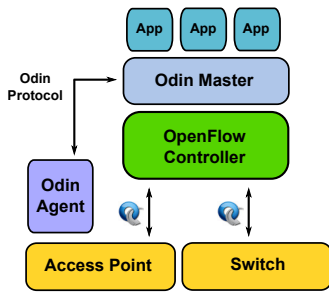 App App App
Odin
Protocol
Odin Master
OpenFlow
Controller
Odin
Agent
Access Point
Switch